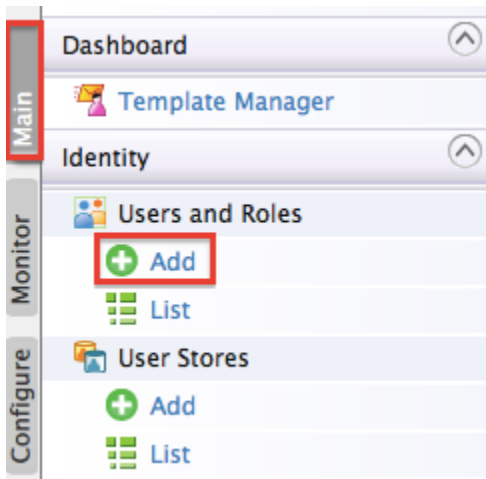 Main
Monitor
Configure
Dashboard
Template Manager
Identity
Users and Roles
Add
List
User Stores
Add
List